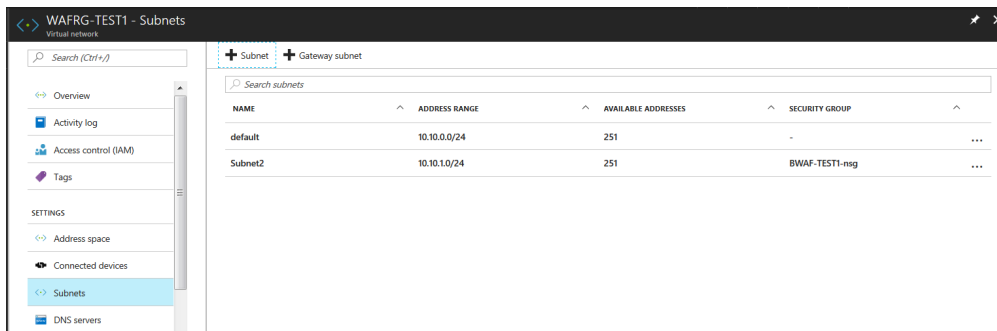 WAFRG-TEST1 - Subnets
Virtual network
Search (Ctrl+/)
Overview
Activity log
Access control (IAM)
Tags
SETTINGS
Address space
Connected devices
Subnets
DNS servers
Subnet Gateway subnet
Search subnets
NAME ADDRESS RANGE AVAILABLE ADDRESSES SECURITY GROUP
default 10.10.0.0/24 251 - ...
Subnet2 10.10.1.0/24 251 BWAF-TEST1-nsg ...